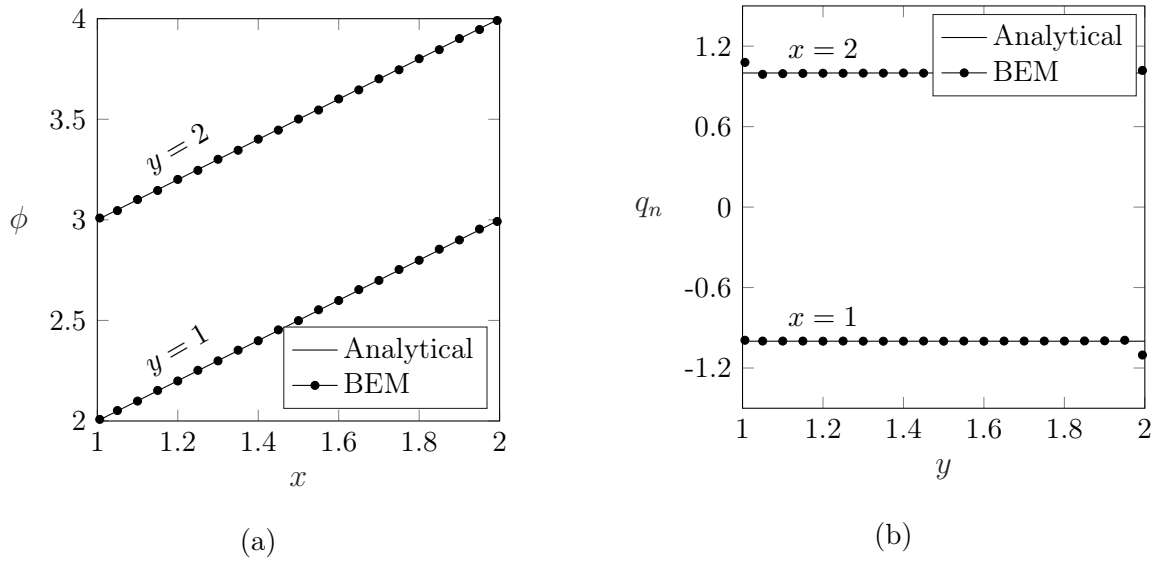 4
3.5
3
2.5
2
ϕ
y = 2
y = 1
Analytical
BEM
1 1.2 1.4 1.6 1.8 2
x
(a)
1.2
0.6
0
-0.6
-1.2
q_n
x = 2
Analytical
BEM
x = 1
1 1.2 1.4 1.6 1.8 2
y
(b)